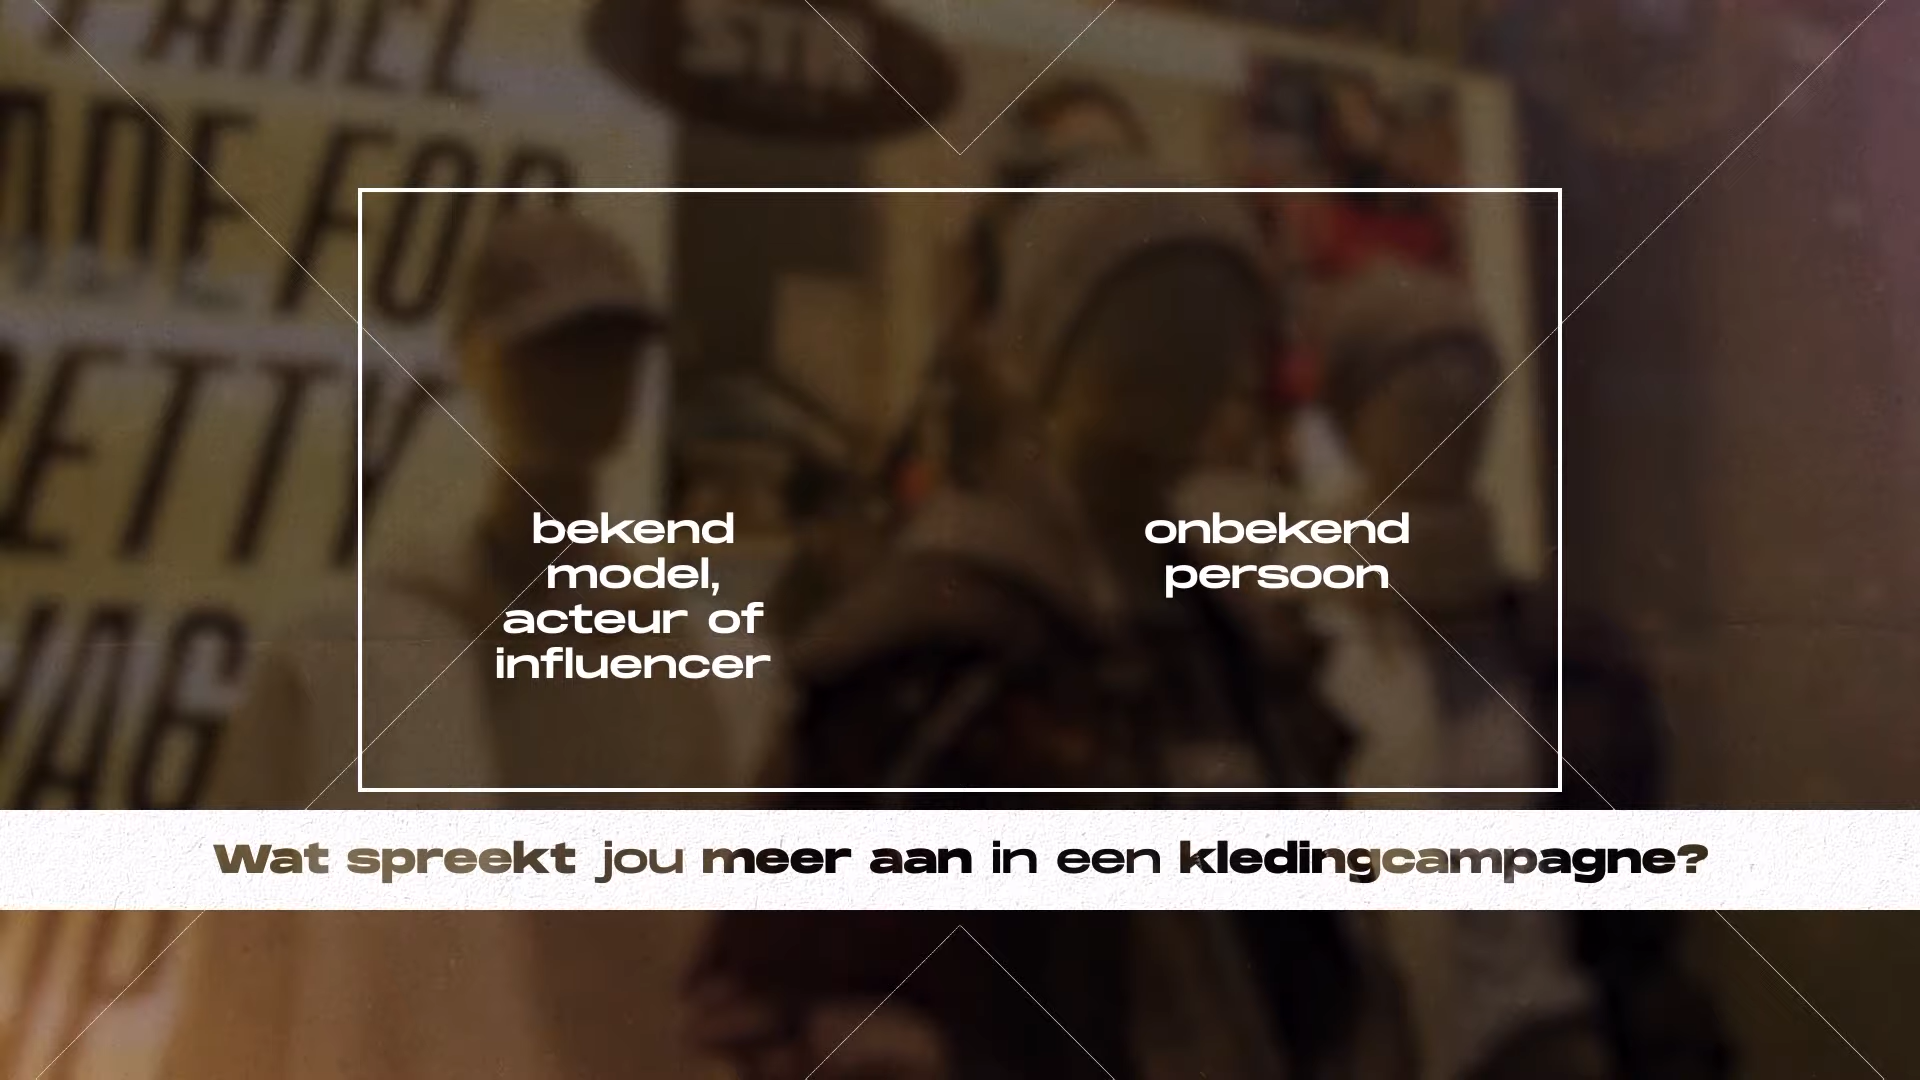 bekend
model,
acteur of
influencer
onbekend
persoon
Wat spreekt jou meer aan in een kledingcampagne?